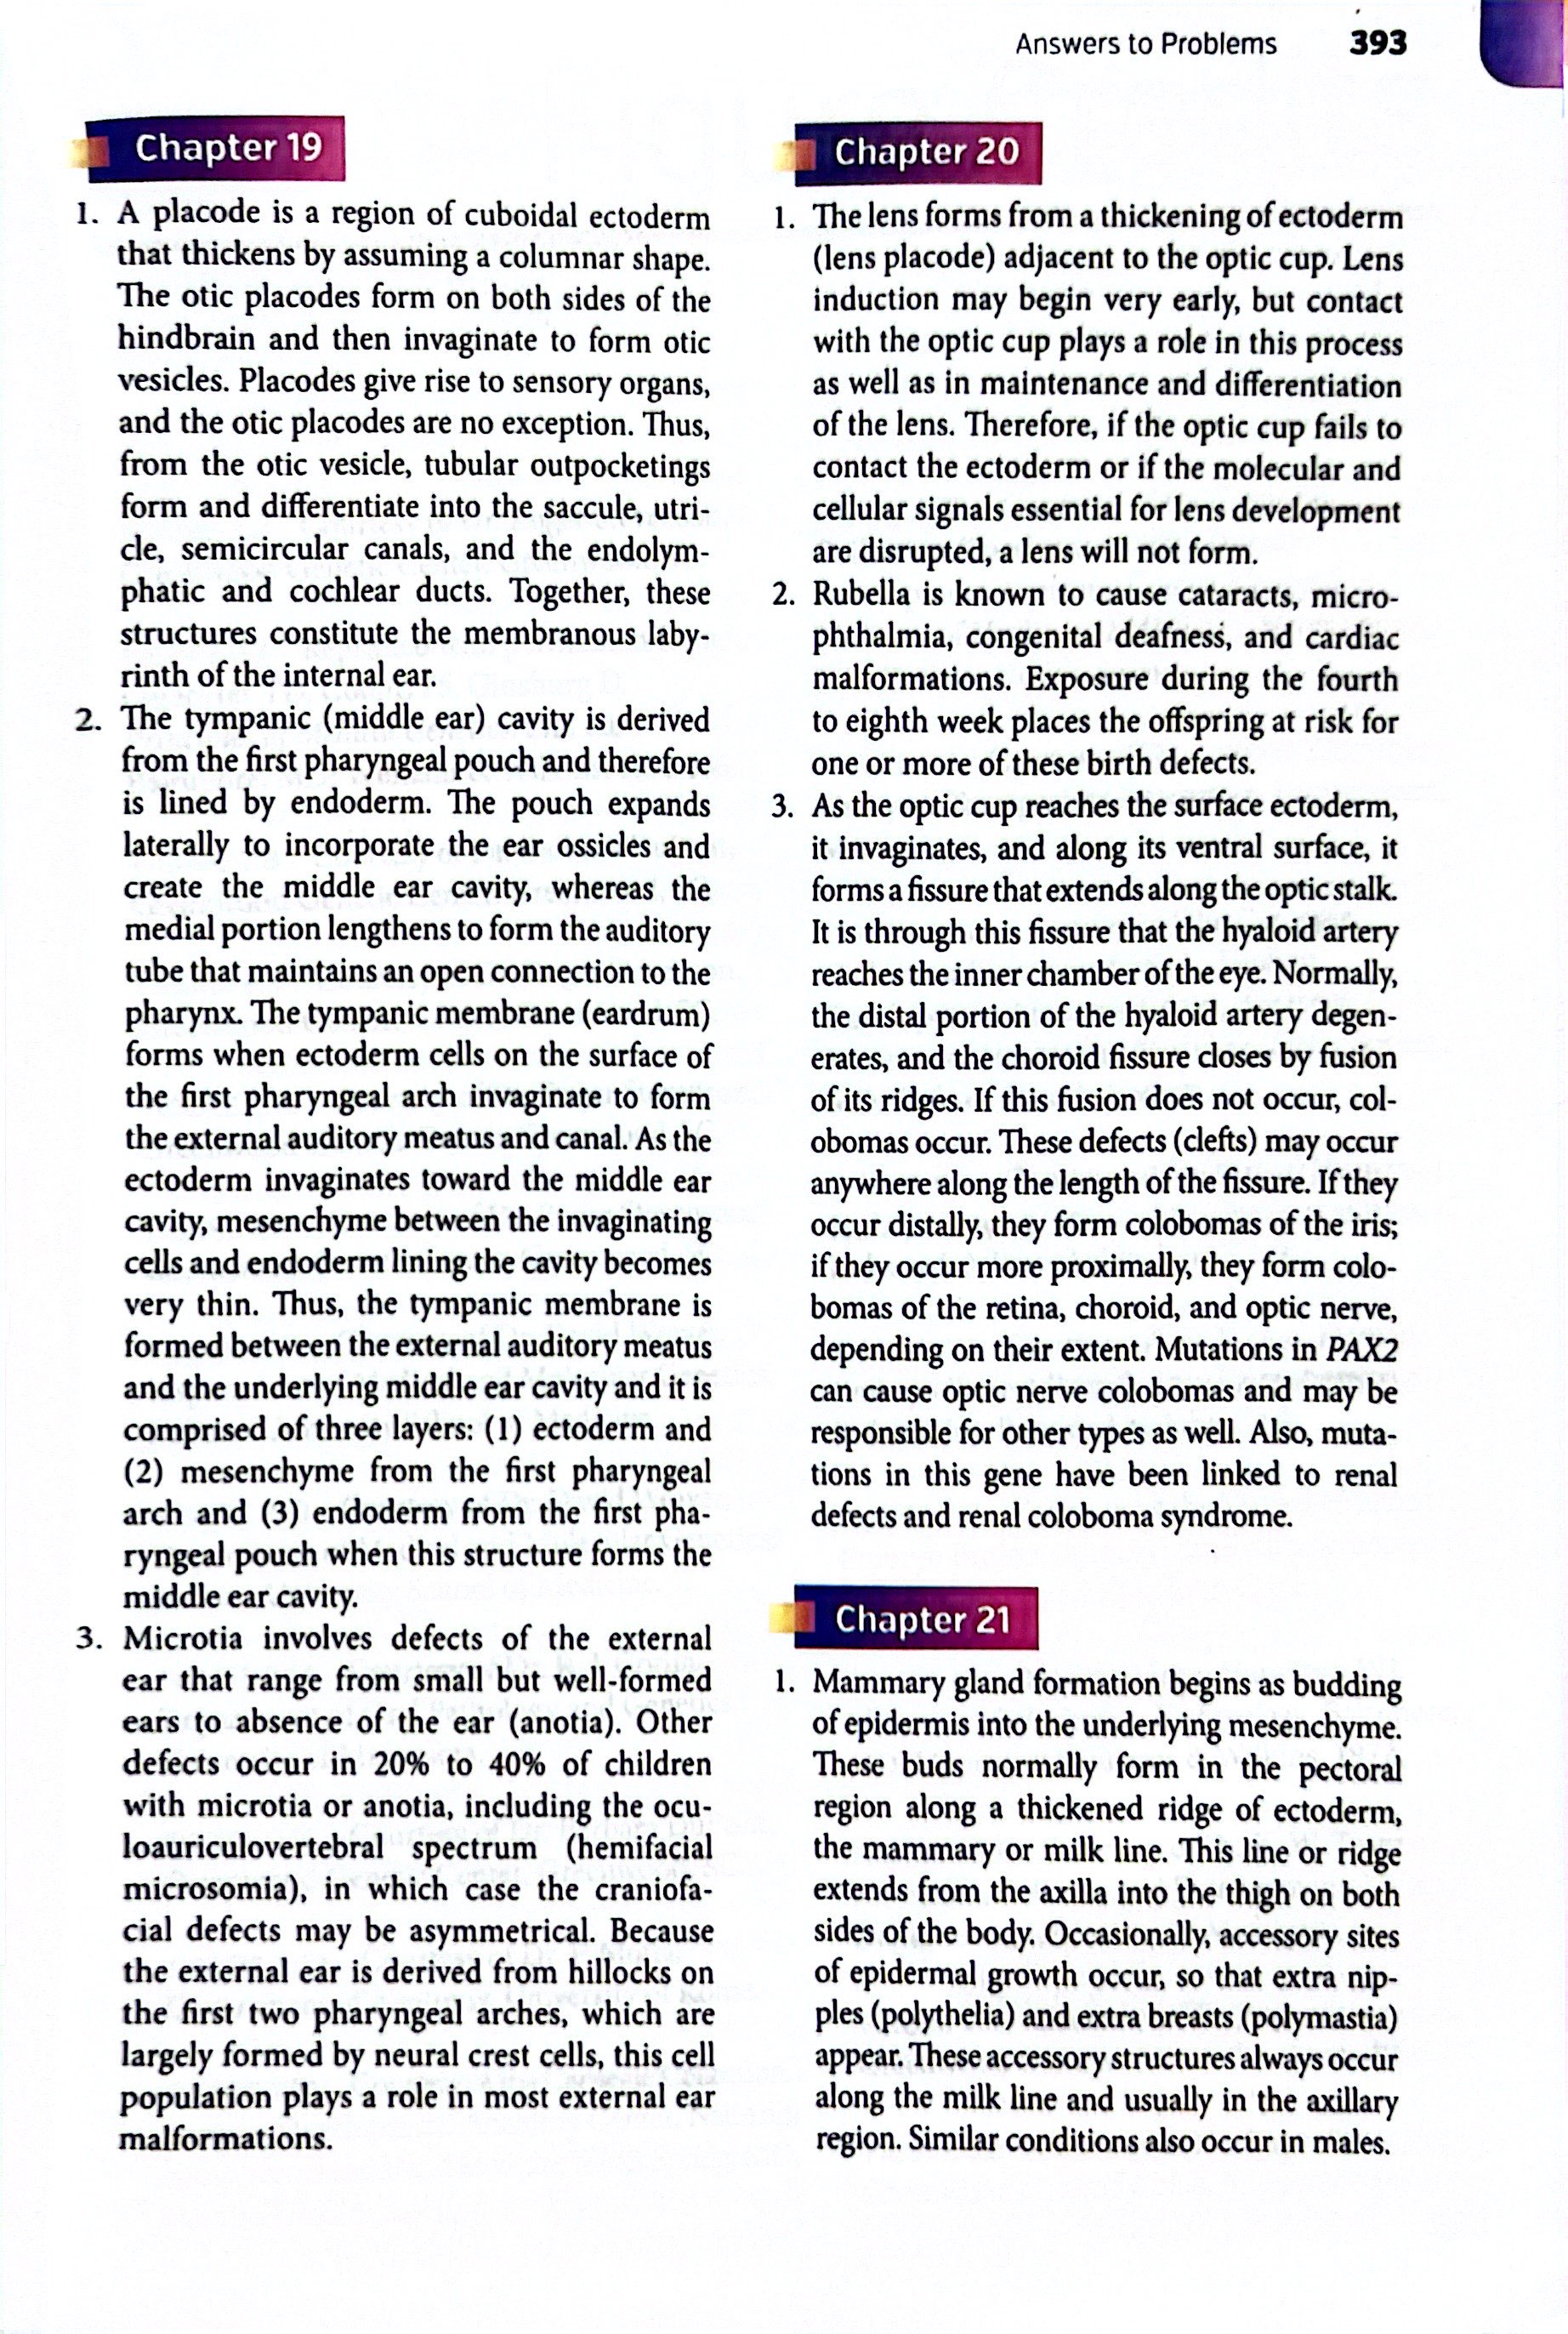 Answers to Problems 393
Chapter 19
1. A placode is a region of cuboidal ectoderm
that thickens by assuming a columnar shape.
The otic placodes form on both sides of the
hindbrain and then invaginate to form otic
vesicles. Placodes give rise to sensory organs,
and the otic placodes are no exception. Thus,
from the otic vesicle, tubular outpocketings
form and differentiate into the saccule, utri-
cle, semicircular canals, and the endolym-
phatic and cochlear ducts. Together, these
structures constitute the membranous laby-
rinth of the internal ear.
2. The tympanic (middle ear) cavity is derived
from the first pharyngeal pouch and therefore
is lined by endoderm. The pouch expands
laterally to incorporate the ear ossicles and
create the middle ear cavity, whereas the
medial portion lengthens to form the auditory
tube that maintains an open connection to the
pharynx. The tympanic membrane (eardrum)
forms when ectoderm cells on the surface of
the first pharyngeal arch invaginate to form
the external auditory meatus and canal. As the
ectoderm invaginates toward the middle ear
cavity, mesenchyme between the invaginating
cells and endoderm lining the cavity becomes
very thin. Thus, the tympanic membrane is
formed between the external auditory meatus
and the underlying middle ear cavity and it is
comprised of three layers: (1) ectoderm and
(2) mesenchyme from the first pharyngeal
arch and (3) endoderm from the first pha-
ryngeal pouch when this structure forms the
middle ear cavity.
3. Microtia involves defects of the external
ear that range from small but well-formed
ears to absence of the ear (anotia). Other
defects occur in 20% to 40% of children
with microtia or anotia, including the ocu-
loauriculovertebral spectrum (hemifacial
microsomia), in which case the craniofa-
cial defects may be asymmetrical. Because
the external ear is derived from hillocks on
the first two pharyngeal arches, which are
largely formed by neural crest cells, this cell
population plays a role in most external ear
malformations.
Chapter 20
1. The lens forms from a thickening of ectoderm
(lens placode) adjacent to the optic cup. Lens
induction may begin very early, but contact
with the optic cup plays a role in this process
as well as in maintenance and differentiation
of the lens. Therefore, if the optic cup fails to
contact the ectoderm or if the molecular and
cellular signals essential for lens development
are disrupted, a lens will not form.
2. Rubella is known to cause cataracts, micro-
phthalmia, congenital deafness, and cardiac
malformations. Exposure during the fourth
to eighth week places the offspring at risk for
one or more of these birth defects.
3. As the optic cup reaches the surface ectoderm,
it invaginates, and along its ventral surface, it
forms a fissure that extends along the optic stalk.
It is through this fissure that the hyaloid artery
reaches the inner chamber of the eye. Normally,
the distal portion of the hyaloid artery degen-
erates, and the choroid fissure closes by fusion
of its ridges. If this fusion does not occur, col-
obomas occur. These defects (clefts) may occur
anywhere along the length of the fissure. If they
occur distally, they form colobomas of the iris;
if they occur more proximally, they form colo-
bomas of the retina, choroid, and optic nerve,
depending on their extent. Mutations in PAX2
can cause optic nerve colobomas and may be
responsible for other types as well. Also, muta-
tions in this gene have been linked to renal
defects and renal coloboma syndrome.
Chapter 21
1. Mammary gland formation begins as budding
of epidermis into the underlying mesenchyme.
These buds normally form in the pectoral
region along a thickened ridge of ectoderm,
the mammary or milk line. This line or ridge
extends from the axilla into the thigh on both
sides of the body. Occasionally, accessory sites
of epidermal growth occur, so that extra nip-
ples (polythelia) and extra breasts (polymastia)
appear. These accessory structures always occur
along the milk line and usually in the axillary
region. Similar conditions also occur in males.